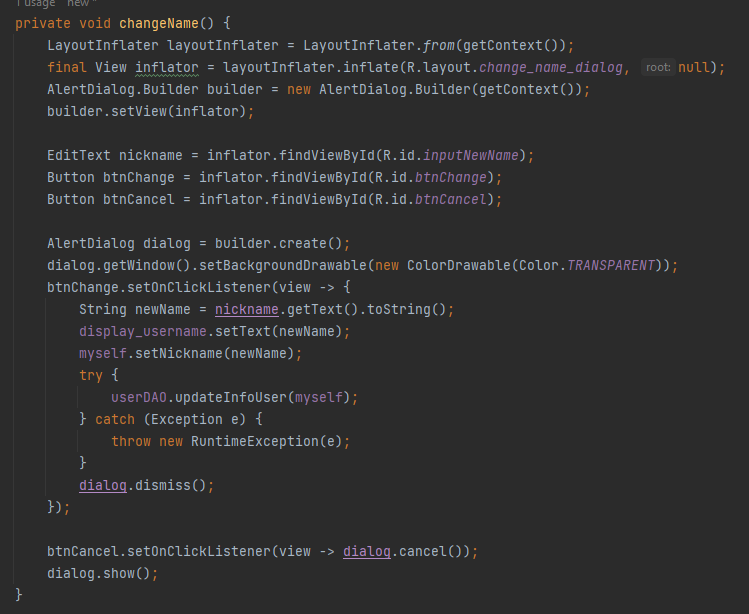 1 usage new *
private void changeName() {
    LayoutInflater layoutInflater = LayoutInflater.from(getContext());
    final View inflator = layoutInflater.inflate(R.layout.change_name_dialog, root: null);
    AlertDialog.Builder builder = new AlertDialog.Builder(getContext());
    builder.setView(inflator);

    EditText nickname = inflator.findViewById(R.id.inputNewName);
    Button btnChange = inflator.findViewById(R.id.btnChange);
    Button btnCancel = inflator.findViewById(R.id.btnCancel);

    AlertDialog dialog = builder.create();
    dialog.getWindow().setBackgroundDrawable(new ColorDrawable(Color.TRANSPARENT));
    btnChange.setOnClickListener(view -> {
        String newName = nickname.getText().toString();
        display_username.setText(newName);
        myself.setNickname(newName);
        try {
            userDAO.updateInfoUser(myself);
        } catch (Exception e) {
            throw new RuntimeException(e);
        }
        dialog.dismiss();
    });

    btnCancel.setOnClickListener(view -> dialog.cancel());
    dialog.show();
}